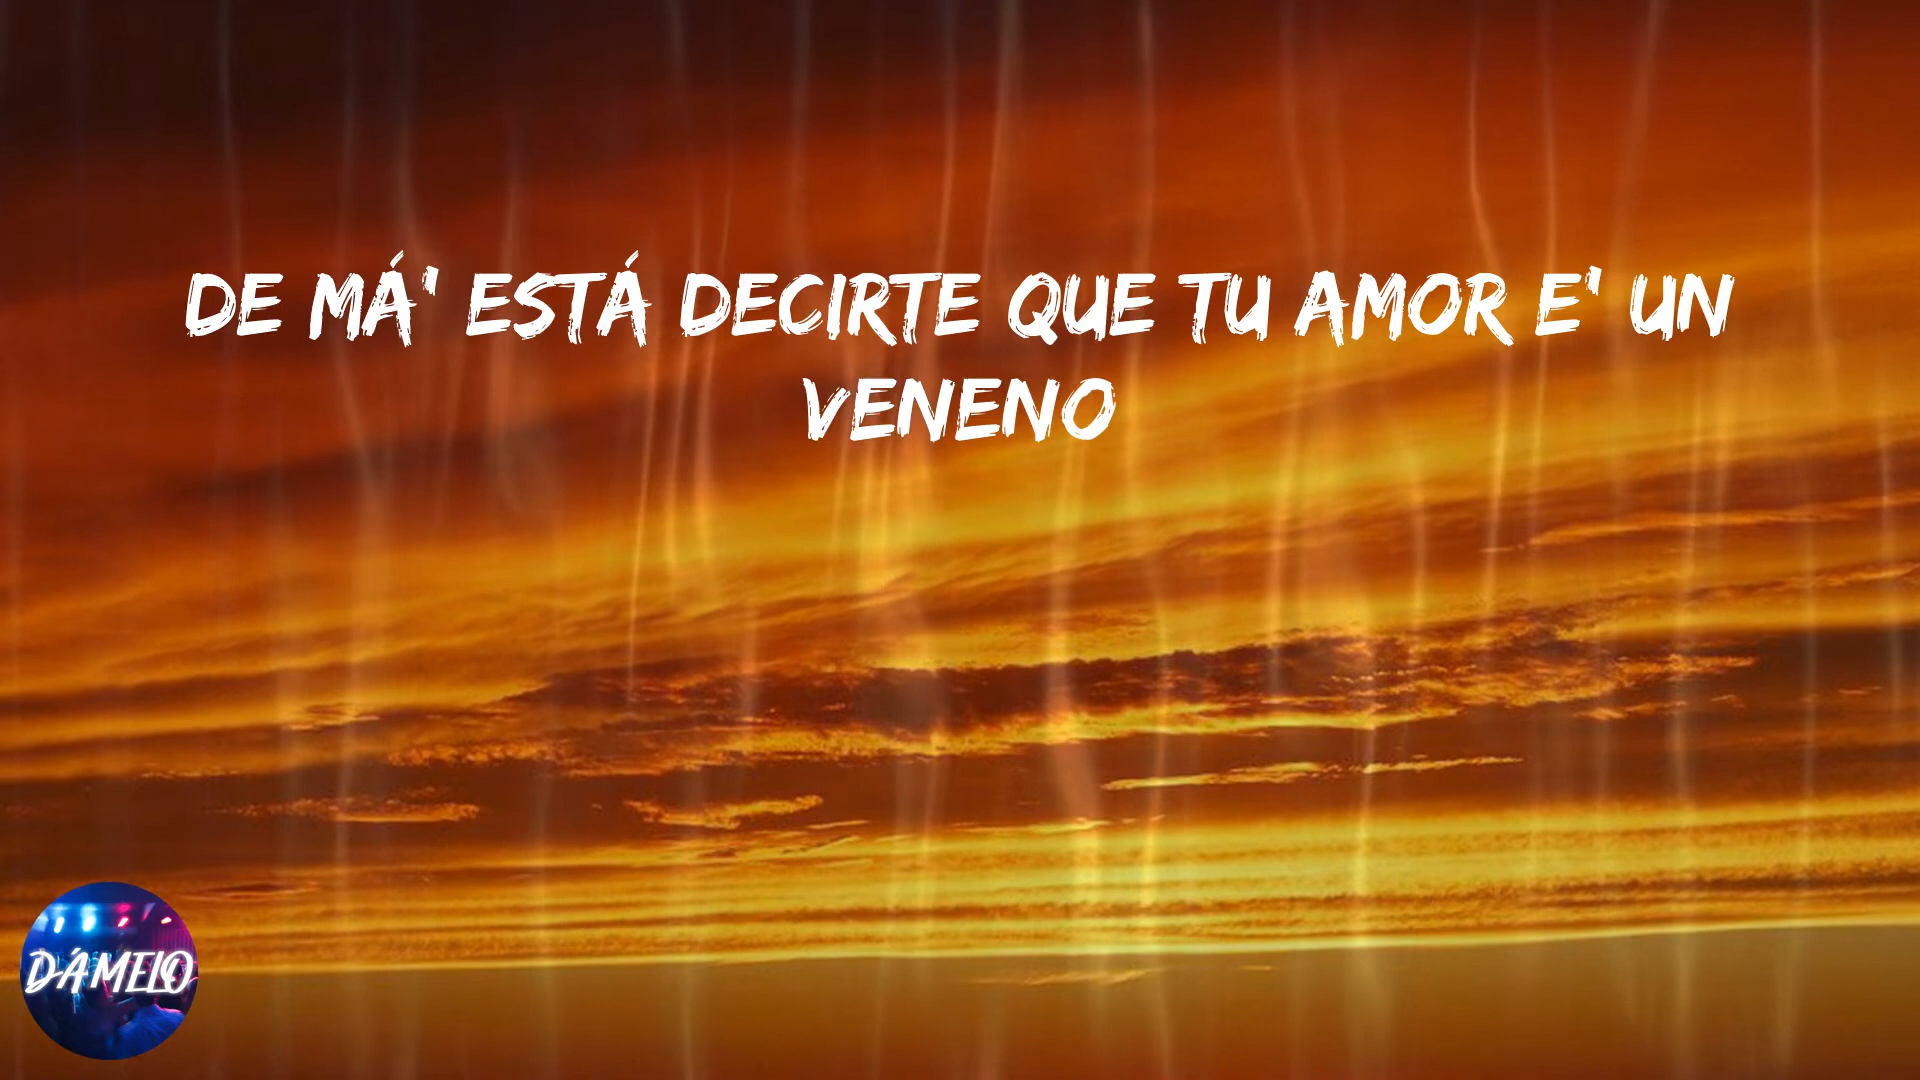 DE MÁ' ESTÁ DECIRTE QUE TU AMOR E' UN
VENENO
DÁMELO